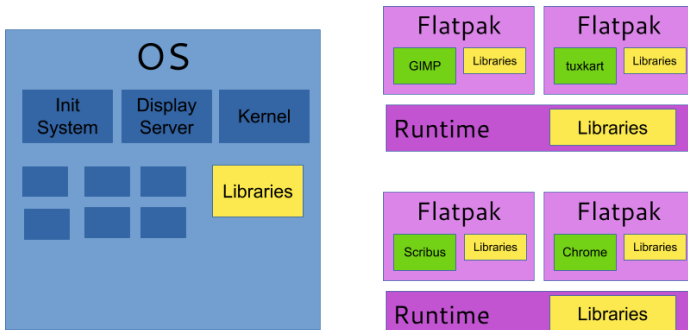 OS
Init
System
Display
Server
Kernel
Libraries
Flatpak
GIMP
Libraries
Flatpak
tuxkart
Libraries
Runtime
Libraries
Flatpak
Scribus
Libraries
Flatpak
Chrome
Libraries
Runtime
Libraries